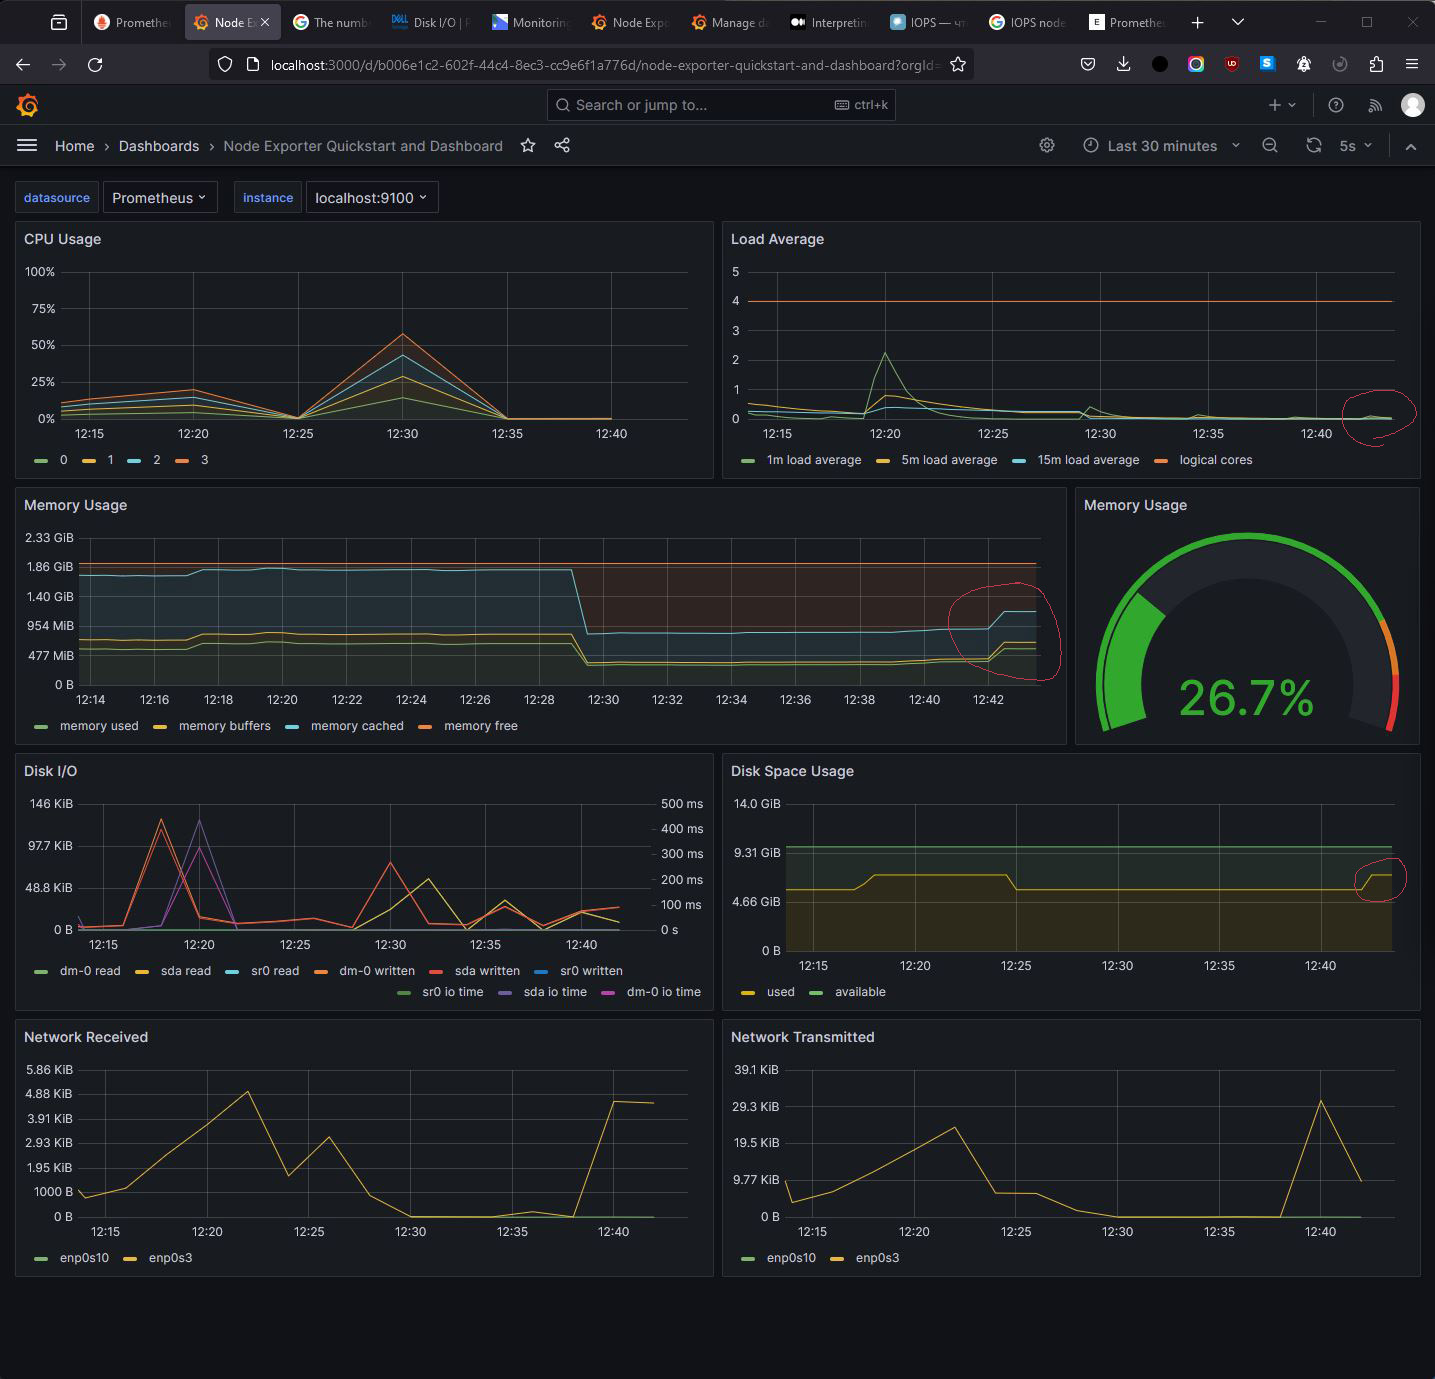 Prometheu
Node Ex
The numb
Disk I/O | P
Monitoring
Node Expo
Manage da
Interpretin
IOPS — чт
IOPS node
Prometheu
localhost:3000/d/b006e1c2-602f-44c4-8ec3-cc9e6f1a776d/node-exporter-quickstart-and-dashboard?orgId=
Search or jump to... ctrl+k
Home › Dashboards › Node Exporter Quickstart and Dashboard
Last 30 minutes
5s
datasource Prometheus instance localhost:9100
CPU Usage
100%
75%
50%
25%
0%
12:15 12:20 12:25 12:30 12:35 12:40
0 1 2 3
Load Average
5
4
3
2
1
0
12:15 12:20 12:25 12:30 12:35 12:40
1m load average 5m load average 15m load average logical cores
Memory Usage
2.33 GiB
1.86 GiB
1.40 GiB
954 MiB
477 MiB
0 B
12:14 12:16 12:18 12:20 12:22 12:24 12:26 12:28 12:30 12:32 12:34 12:36 12:38 12:40 12:42
memory used memory buffers memory cached memory free
Memory Usage
26.7%
Disk I/O
146 KiB
97.7 KiB
48.8 KiB
0 B
500 ms
400 ms
300 ms
200 ms
100 ms
0 s
12:15 12:20 12:25 12:30 12:35 12:40
dm-0 read sda read sr0 read dm-0 written sda written sr0 written
sr0 io time sda io time dm-0 io time
Disk Space Usage
14.0 GiB
9.31 GiB
4.66 GiB
0 B
12:15 12:20 12:25 12:30 12:35 12:40
used available
Network Received
5.86 KiB
4.88 KiB
3.91 KiB
2.93 KiB
1.95 KiB
1000 B
0 B
12:15 12:20 12:25 12:30 12:35 12:40
enp0s10 enp0s3
Network Transmitted
39.1 KiB
29.3 KiB
19.5 KiB
9.77 KiB
0 B
12:15 12:20 12:25 12:30 12:35 12:40
enp0s10 enp0s3